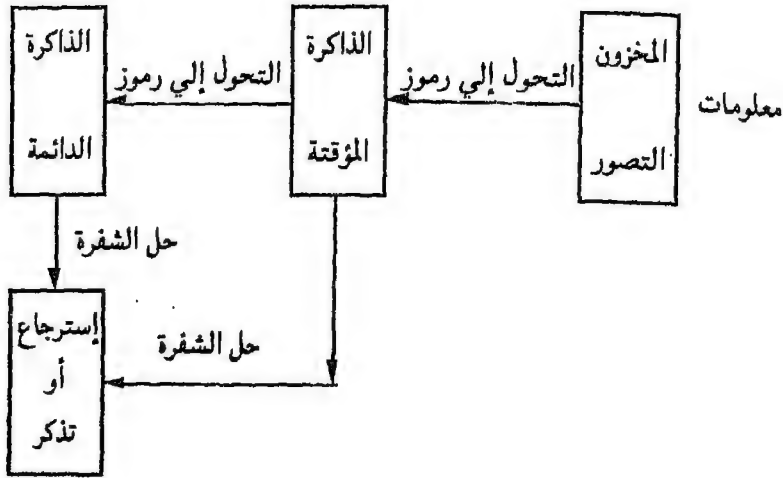 معلومات
المخزون
التصور
التحول إلي رموز
الذاكرة
المؤقتة
التحول إلي رموز
الذاكرة
الدائمة
حل الشفرة
حل الشفرة
إسترجاع
أو
تذكر